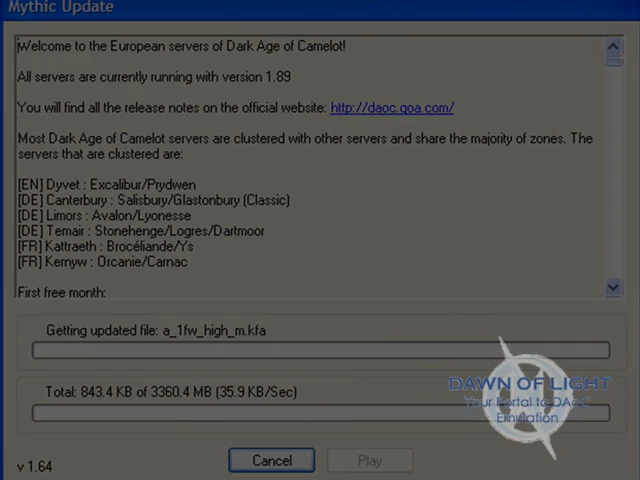 Mythic Update
Welcome to the European servers of Dark Age of Camelot!
All servers are currently running with version 1.89
You will find all the release notes on the official website: http://daoc.goa.com/
Most Dark Age of Camelot servers are clustered with other servers and share the majority of zones. The
servers that are clustered are:
[EN] Dyvet : Excalibur/Prydwen
[DE] Canterbury : Salisbury/Glastonbury (Classic)
[DE] Limors : Avalon/Lyonesse
[DE] Temair : Stonehenge/Logres/Dartmoor
[FR] Kattraeth : Brocéliande/Ys
[FR] Kernyw : Orcanie/Carnac
First free month:
Getting updated file: a_1fw_high_m.kfa
Total: 843.4 KB of 3360.4 MB (35.9 KB/Sec)
DAWN OF LIGHT
Your Portal to DAoC
Emulation
v 1.64
Cancel
Play